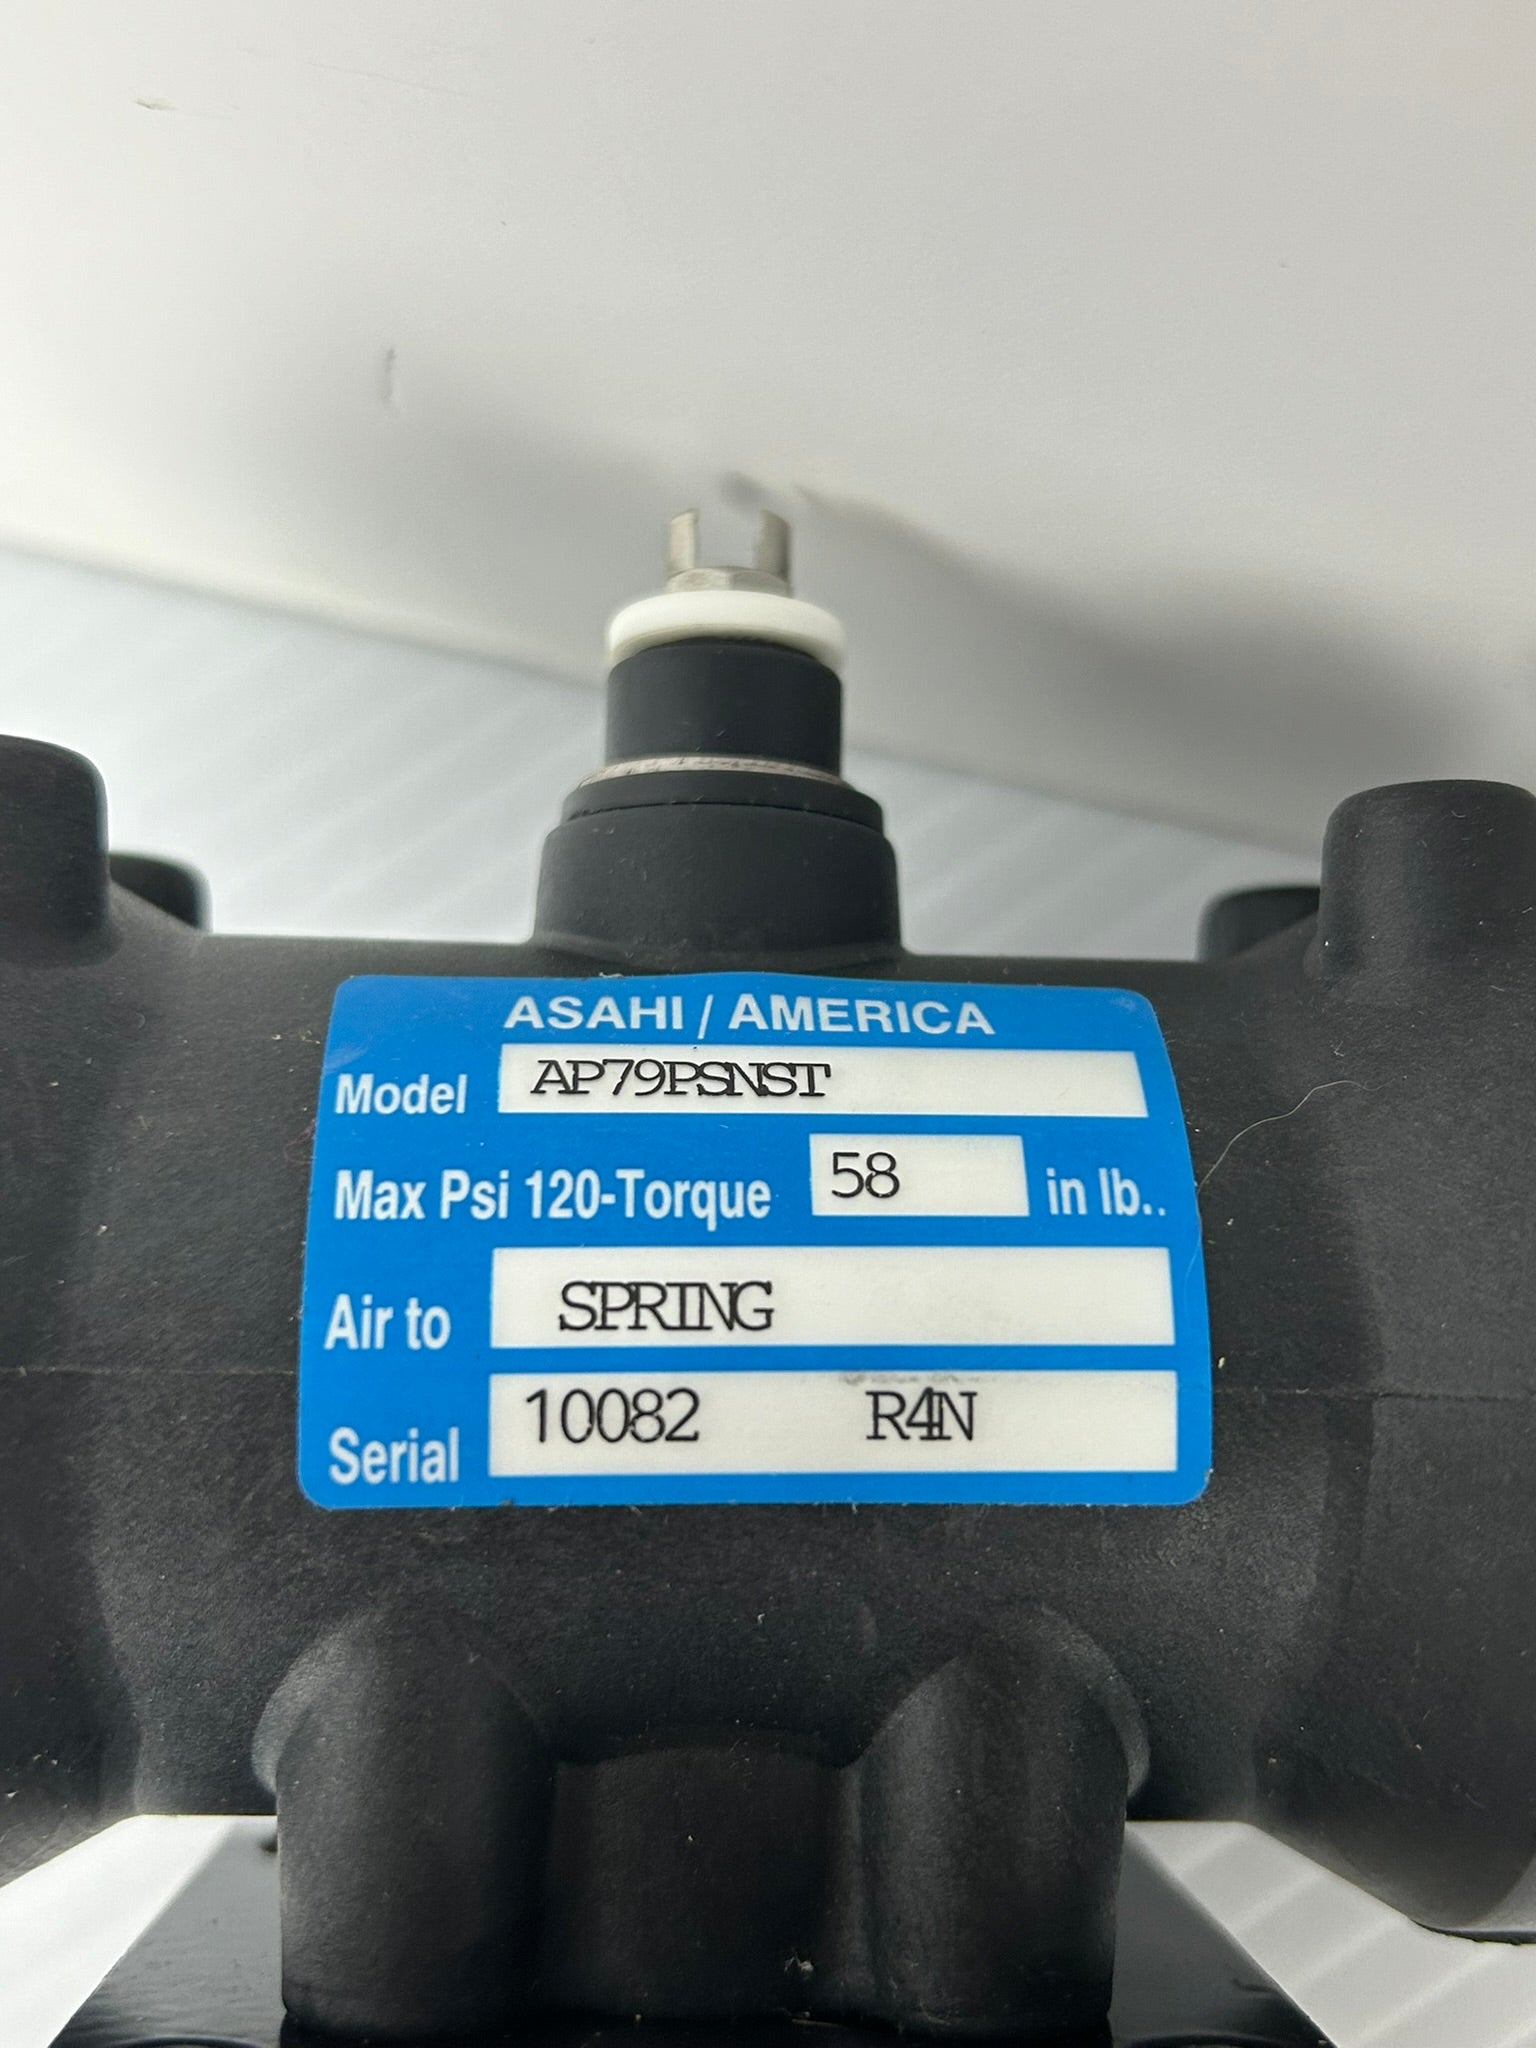 ASAHI / AMERICA
Model AP79PSNST
Max Psi 120-Torque 58 in lb..
Air to SPRING
Serial 10082 R4N